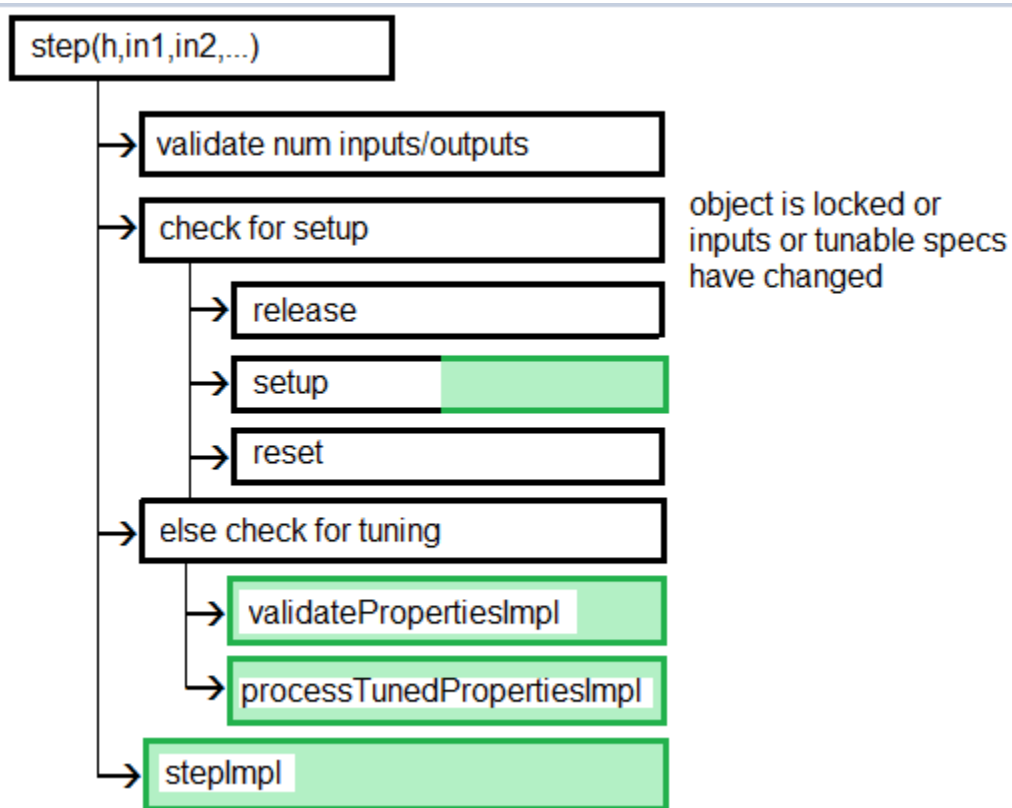 step(h,in1,in2,...)
validate num inputs/outputs
check for setup
object is locked or
inputs or tunable specs
have changed
release
setup
reset
else check for tuning
validatePropertiesImpl
processTunedPropertiesImpl
stepImpl